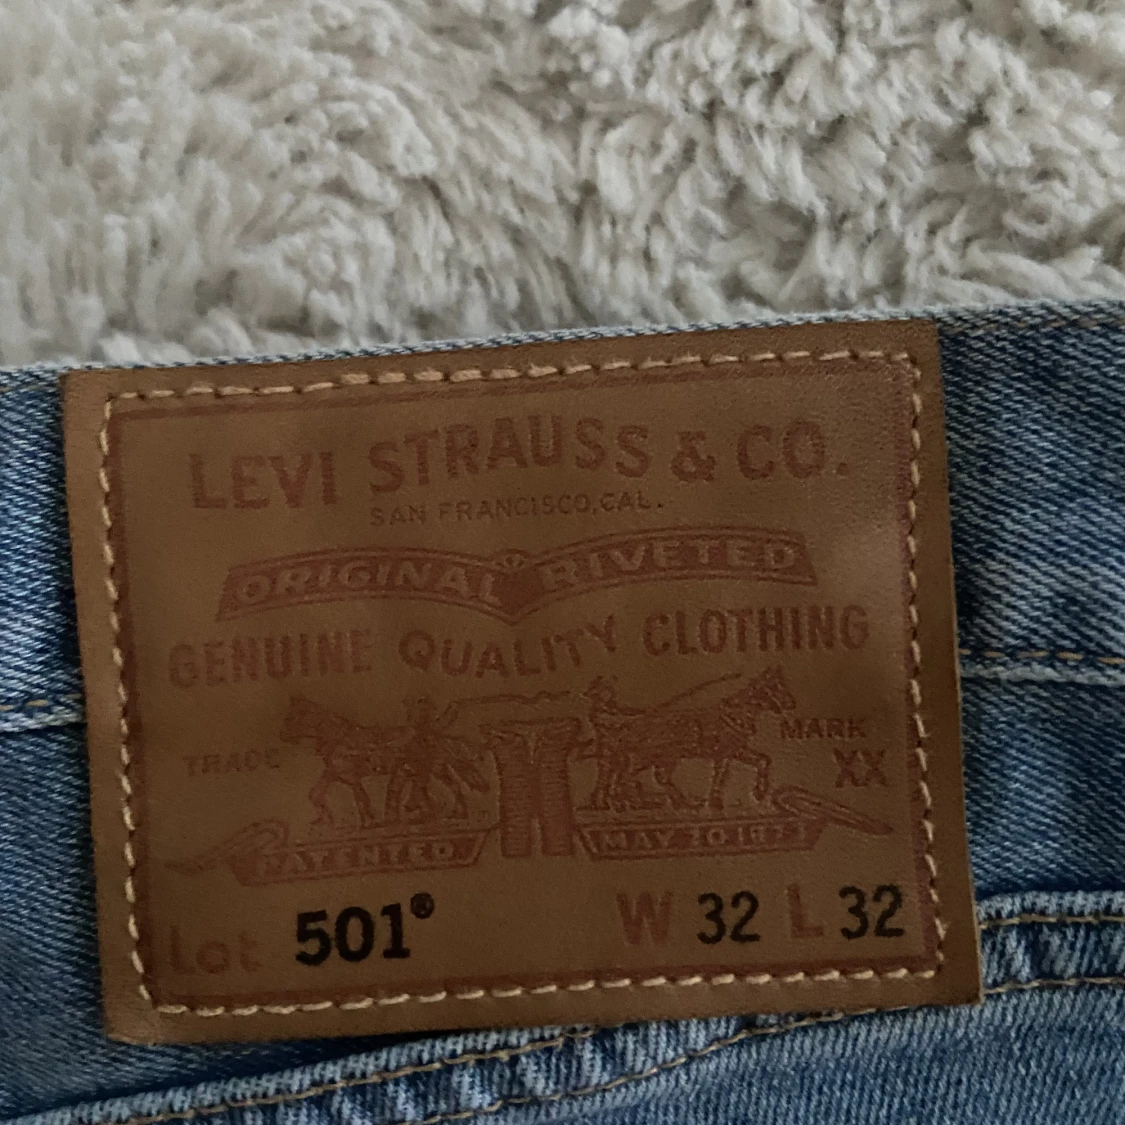 LEVI STRAUSS & CO.
SAN FRANCISCO, CAL.
ORIGINAL RIVETED
GENUINE QUALITY CLOTHING
TRADE MARK
XX
PATENTED MAY 20 1873
Lot 501® W 32 L 32